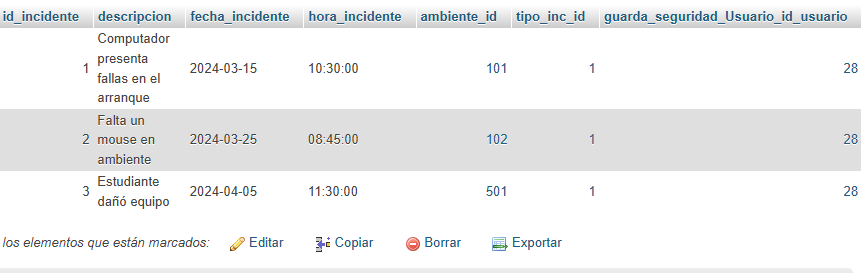 id_incidente descripcion fecha_incidente hora_incidente ambiente_id tipo_inc_id guarda_seguridad_Usuario_id_usuario
Computador
presenta
1 fallas en el 2024-03-15 10:30:00 101 1 28
arranque
Falta un
2 mouse en 2024-03-25 08:45:00 102 1 28
ambiente
3 Estudiante 2024-04-05 11:30:00 501 1 28
dañó equipo
los elementos que están marcados: Editar Copiar Borrar Exportar